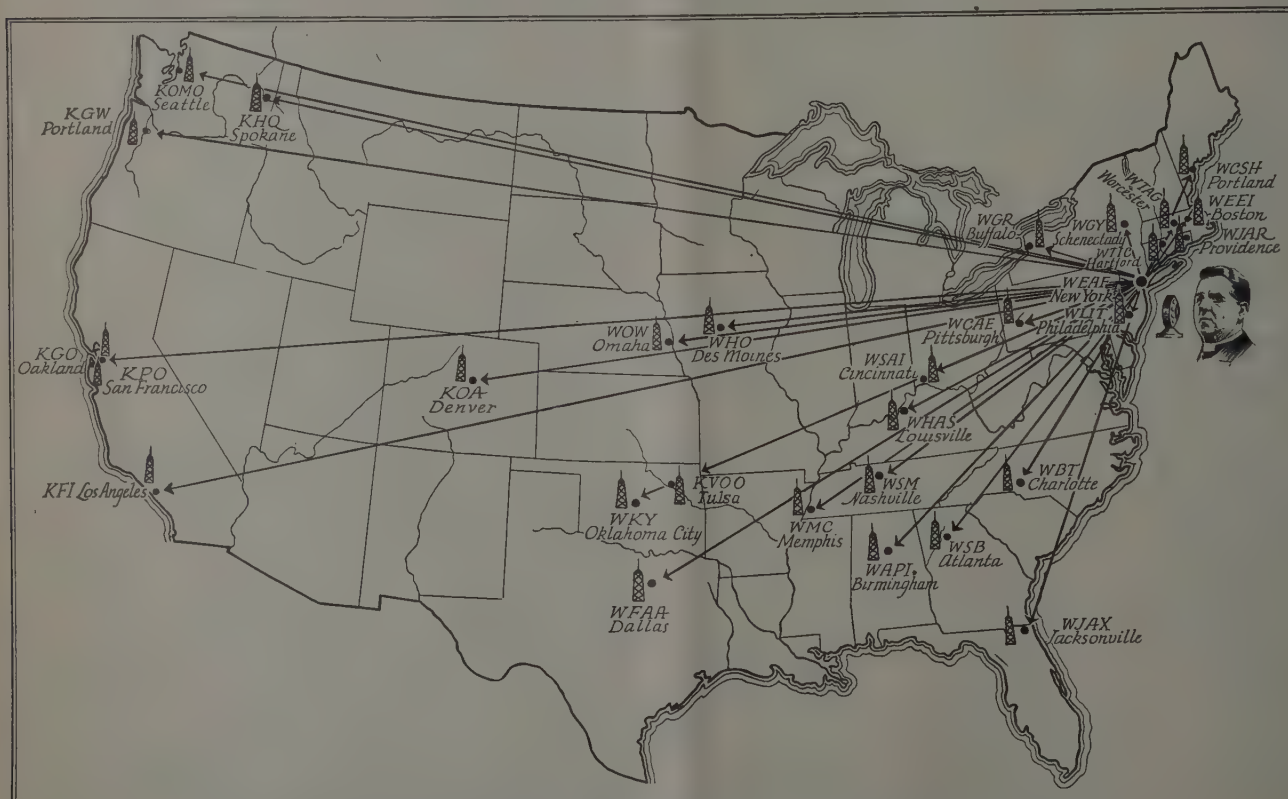 KOMO
Seattle
KHQ
Spokane
KGW
Portland
KGO
Oakland
KPO
San Francisco
KFI Los Angeles
KOA
Denver
WOW
Omaha
WHO
Des Moines
WKY
Oklahoma City
KVOO
Tulsa
WFAA
Dallas
WMC
Memphis
WSM
Nashville
WHAS
Louisville
WSAI
Cincinnati
WCAE
Pittsburgh
WAPI
Birmingham
WSB
Atlanta
WBT
Charlotte
WJAX
Jacksonville
WGR
Buffalo
WGY
Schenectady
WTIC
Hartford
WTAG
Worcester
WCSH
Portland
WEEI
Boston
WJAR
Providence
WEAF
New York
WLIT
Philadelphia